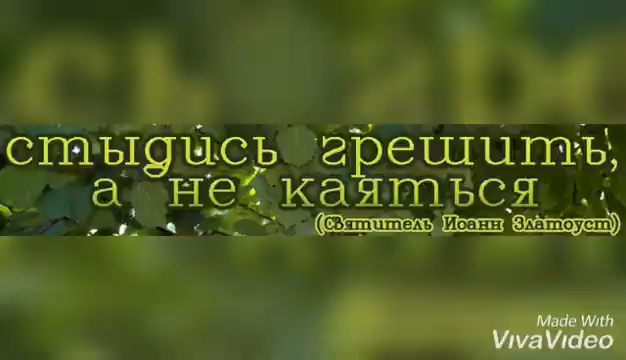 стыдись грешить,
а не каяться
(Святитель Иоанн Златоуст)
Made With
VivaVideo